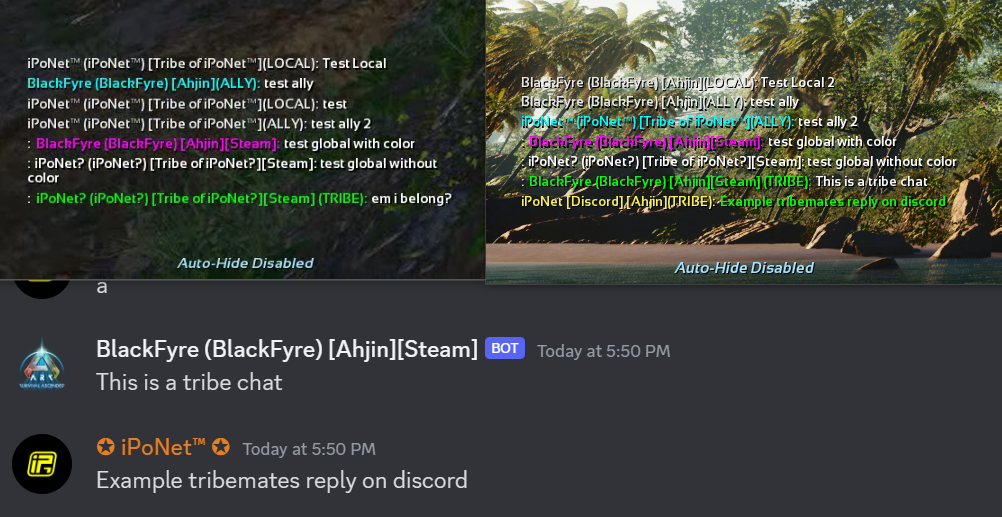 iPoNet™ (iPoNet™) [Tribe of iPoNet™](LOCAL): Test Local
BlackFyre (BlackFyre) [Ahjin](ALLY): test ally
iPoNet™ (iPoNet™) [Tribe of iPoNet™](LOCAL): test
iPoNet™ (iPoNet™) [Tribe of iPoNet™](ALLY): test ally 2
: BlackFyre (BlackFyre) [Ahjin][Steam]: test global with color
: iPoNet? (iPoNet?) [Tribe of iPoNet?][Steam]: test global without
color
: iPoNet? (iPoNet?) [Tribe of iPoNet?][Steam] (TRIBE): em i belong?
Auto-Hide Disabled
BlackFyre (BlackFyre) [Ahjin](LOCAL): Test Local 2
BlackFyre (BlackFyre) [Ahjin](ALLY): test ally
iPoNet™ (iPoNet™) [Tribe of iPoNet™](ALLY): test ally 2
: BlackFyre (BlackFyre) [Ahjin][Steam]: test global with color
: iPoNet? (iPoNet?) [Tribe of iPoNet?][Steam]: test global without color
: BlackFyre (BlackFyre) [Ahjin][Steam] (TRIBE): This is a tribe chat
iPoNet [Discord] [Ahjin](TRIBE): Example tribemates reply on discord
Auto-Hide Disabled
a
BlackFyre (BlackFyre) [Ahjin][Steam] BOT Today at 5:50 PM
ARK
SURVIVAL ASCENDED
This is a tribe chat
✪ iPoNet™ ✪ Today at 5:50 PM
iP
Example tribemates reply on discord